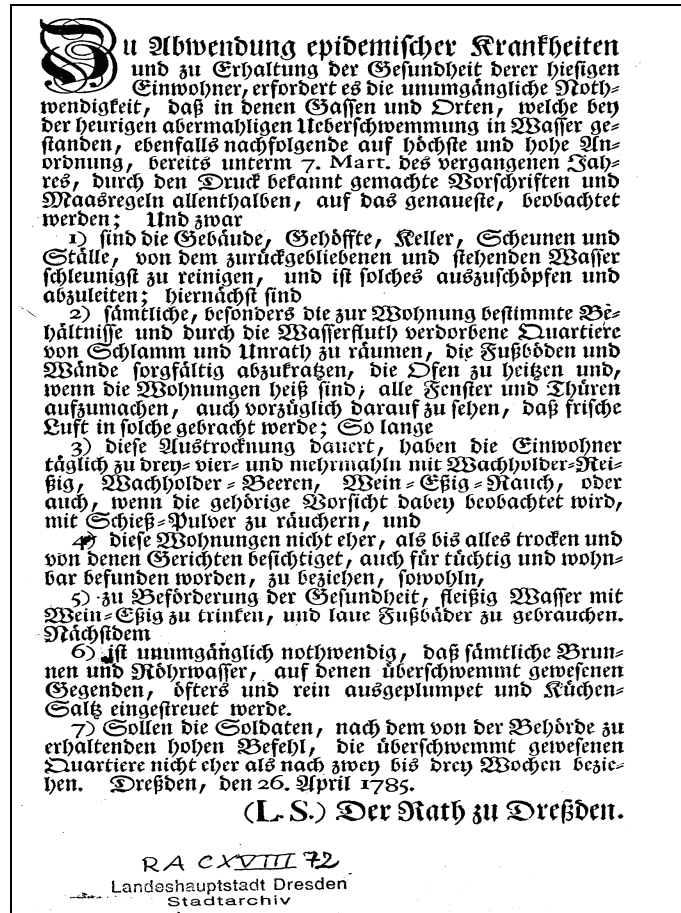 Zu Abwendung epidemischer Krankheiten
und zu Erhaltung der Gesundheit derer hiesigen
Einwohner, erfordert es die unumgängliche Noth-
wendigkeit, daß in denen Gassen und Orten, welche bey
der heurigen abermahligen Ueberschwemmung in Wasser ge-
standen, ebenfalls nachfolgende auf höchste und hohe An-
ordnung, bereits unterm 7. Mart. des vergangenen Jah-
res, durch den Druck bekannt gemachte Vorschriften und
Maasregeln allenthalben, auf das genaueste, beobachtet
werden; Und zwar
1) sind die Gebäude, Gehöffte, Keller, Scheunen und
Ställe, von dem zurückgebliebenen und stehenden Wasser
schleunigst zu reinigen, und ist solches auszuschöpfen und
abzuleiten; hiernächst sind
2) sämtliche, besonders die zur Wohnung bestimmte Be-
hältnisse und durch die Wasserfluth verdorbene Quartiere
von Schlamm und Unrath zu räumen, die Fußböden und
Wände sorgfältig abzukratzen, die Ofen zu heitzen und,
wenn die Wohnungen heiß sind, alle Fenster und Thüren
aufzumachen, auch vorzüglich darauf zu sehen, daß frische
Luft in solche gebracht werde; So lange
3) diese Austrocknung dauert, haben die Einwohner
täglich zu drey- vier- und mehrmahln mit Wachholder-Rei-
ßig, Wachholder-Beeren, Wein-Eßig-Rauch, oder
auch, wenn die gehörige Vorsicht dabey beobachtet wird,
mit Schieß-Pulver zu räuchern, und
4) diese Wohnungen nicht eher, als bis alles trocken und
von denen Gerichten besichtiget, auch für tüchtig und wohn-
bar befunden worden, zu beziehen, sowohl,
5) zu Beförderung der Gesundheit, fleißig Wasser mit
Wein-Eßig zu trinken, und laue Fußbäder zu gebrauchen.
Nächstdem
6) ist unumgänglich nothwendig, daß sämtliche Brun-
nen und Röhrwasser, auf denen überschwemmt gewesenen
Gegenden, öfters und rein ausgeplumpet und Küchen-
Saltz eingestreuet werde.
7) Sollen die Soldaten, nach dem von der Behörde zu
erhaltenden hohen Befehl, die überschwemmt gewesenen
Quartiere nicht eher als nach zwey bis drey Wochen bezie-
hen. Dreßden, den 26. April 1785.
(L. S.) Der Rath zu Dreßden.
RA CXVIII 72
Landeshauptstadt Dresden
Stadtarchiv